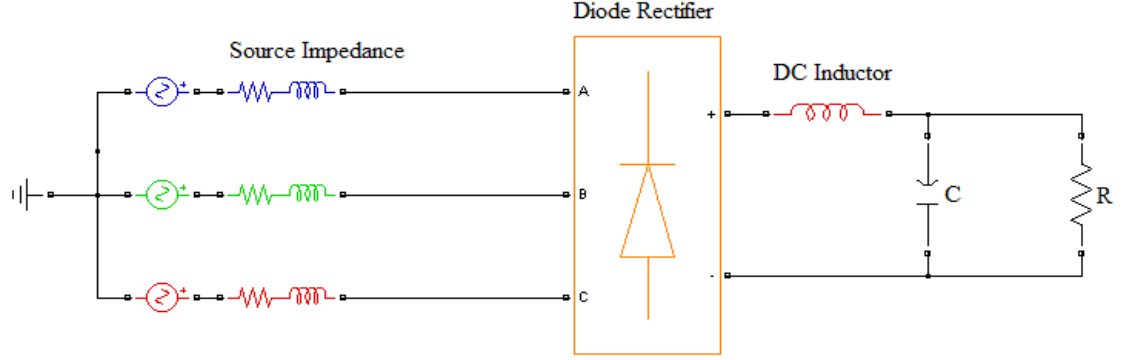 Diode Rectifier
Source Impedance
DC Inductor
A
+
B
C
-
C
R
+
+
+